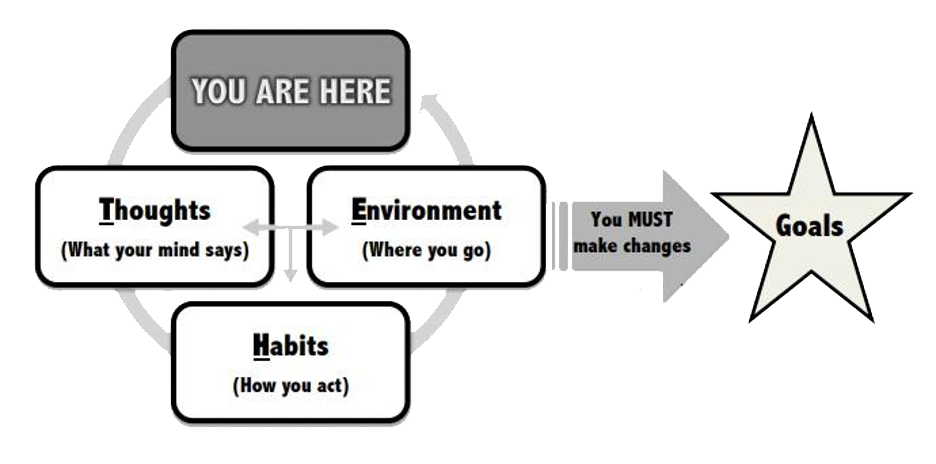 YOU ARE HERE
Thoughts
(What your mind says)
Environment
(Where you go)
Habits
(How you act)
You MUST
make changes
Goals